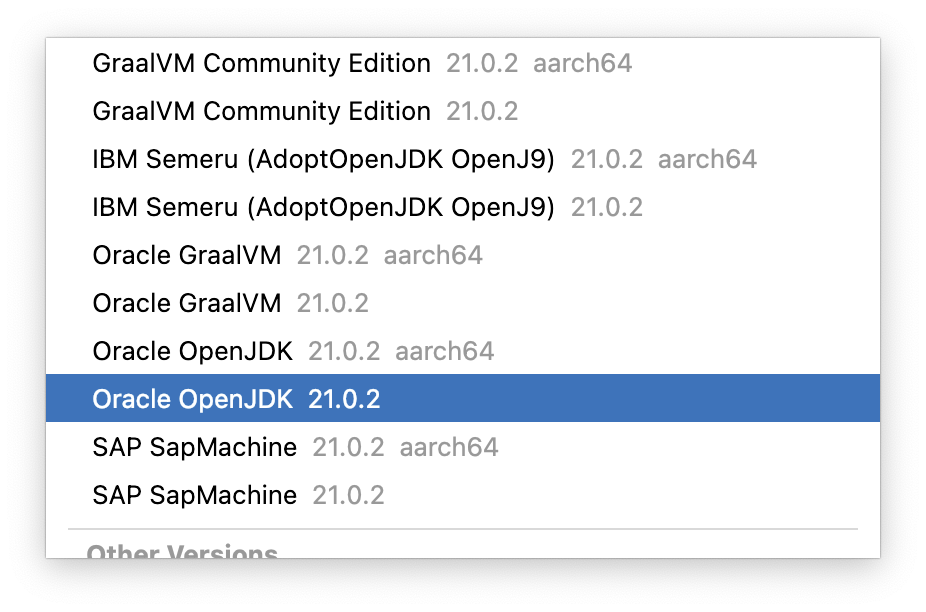 GraalVM Community Edition 21.0.2 aarch64
GraalVM Community Edition 21.0.2
IBM Semeru (AdoptOpenJDK OpenJ9) 21.0.2 aarch64
IBM Semeru (AdoptOpenJDK OpenJ9) 21.0.2
Oracle GraalVM 21.0.2 aarch64
Oracle GraalVM 21.0.2
Oracle OpenJDK 21.0.2 aarch64
Oracle OpenJDK 21.0.2
SAP SapMachine 21.0.2 aarch64
SAP SapMachine 21.0.2
Other Versions